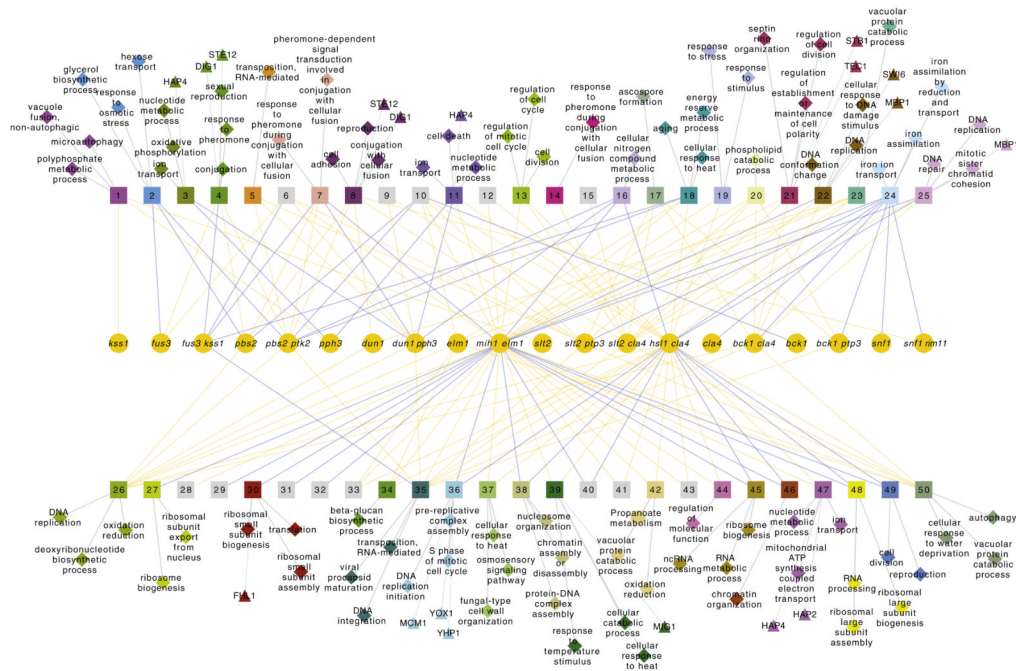 glycerol
biosynthetic
process
hexose
transport
response
to
osmotic
stress
vacuole
fusion,
non-autophagic
microautophagy
polyphosphate
metabolic
process
HAP4
nucleotide
metabolic
process
oxidative
phosphorylation
ion
transport
STE12
DIG1
sexual
reproduction
response
to
pheromone
conjugation
transposition,
RNA-mediated
pheromone-dependent
signal
transduction
involved
in
conjugation
with cellular
fusion
response to
pheromone
during
conjugation
with cellular
fusion
STE12
DIG1
reproduction
cell
adhesion
conjugation
with cellular
fusion
HAP4
cell death
ion
transport
nucleotide
metabolic
process
regulation
of cell
cycle
regulation
of mitotic
cell cycle
cell
division
response to
pheromone
during
conjugation
with cellular
fusion
cellular
nitrogen
compound
metabolic
process
ascospore
formation
aging
energy
reserve
metabolic
process
cellular
response
to heat
response
to stress
response
to
stimulus
phospholipid
catabolic
process
septin
ring
organization
regulation
of cell
division
regulation of
establishment
or
maintenance
of cell
polarity
STB1
TEC1
DNA
conformation
change
vacuolar
protein
catabolic
process
cellular
response
to DNA
damage
stimulus
SWI6
MBP1
DNA
replication
iron
assimilation
by
reduction
and
transport
iron
assimilation
iron ion
transport
DNA
replication
MBP1
DNA
repair
mitotic
sister
chromatid
cohesion
1 2 3 4 5 6 7 8 9 10 11 12 13 14 15 16 17 18 19 20 21 22 23 24 25
kss1 fus3 fus3 kss1 pbs2 pbs2 ptk2 pph3 dun1 dun1 pph3 elm1 mih1 elm1 slt2 slt2 ptp3 slt2 cla4 hsl1 cla4 cla4 bck1 cla4 bck1 bck1 ptp3 snf1 snf1 rim11
26 27 28 29 30 31 32 33 34 35 36 37 38 39 40 41 42 43 44 45 46 47 48 49 50
DNA
replication
deoxyribonucleotide
biosynthetic
process
oxidation
reduction
ribosomal
subunit
export
from
nucleus
ribosome
biogenesis
ribosomal
small
subunit
biogenesis
FHL1
translation
ribosomal
small
subunit
assembly
beta-glucan
biosynthetic
process
transposition,
RNA-mediated
viral
procapsid
maturation
DNA
integration
pre-replicative
complex
assembly
S phase
of mitotic
cell cycle
DNA
replication
initiation
YOX1
MCM1
YHP1
cellular
response
to heat
osmosensory
signaling
pathway
fungal-type
cell wall
organization
nucleosome
organization
chromatin
assembly
or
disassembly
protein-DNA
complex
assembly
vacuolar
protein
catabolic
process
response
to
temperature
stimulus
cellular
catabolic
process
cellular
response
to heat
MIG1
Propanoate
metabolism
oxidation
reduction
regulation
of
molecular
function
ribosome
biogenesis
ncRNA
processing
RNA
metabolic
process
chromatin
organization
nucleotide
metabolic
process
mitochondrial
ATP
synthesis
coupled
electron
transport
HAP2
HAP4
ion
transport
RNA
processing
ribosomal
large
subunit
assembly
cell
division
reproduction
ribosomal
large
subunit
biogenesis
cellular
response
to water
deprivation
autophagy
vacuolar
protein
catabolic
process